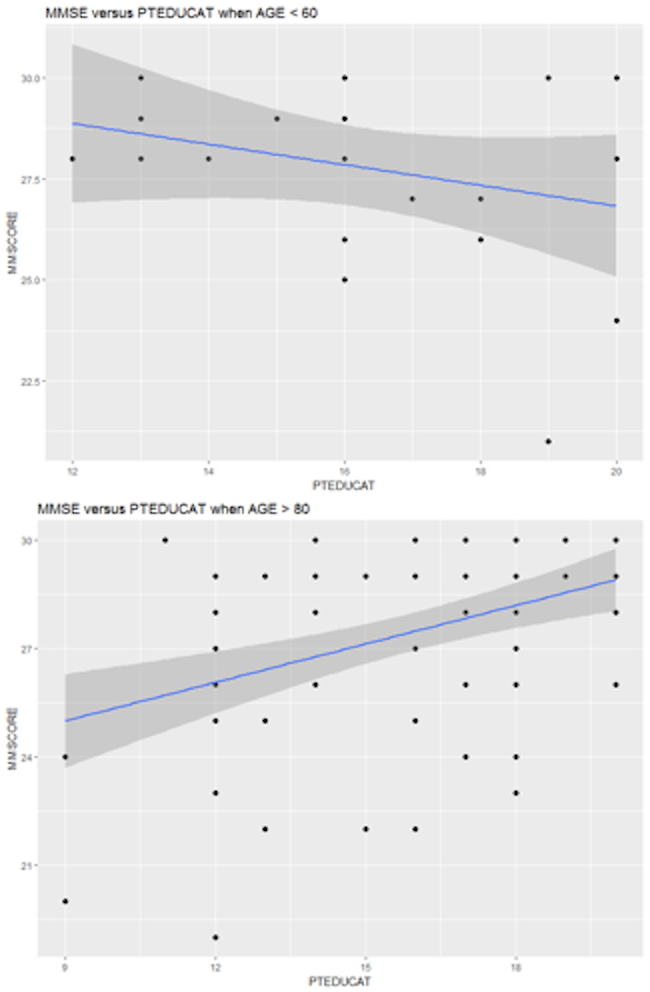 MMSE versus PTEDUCAT when AGE < 60
30.0
27.5
25.0
22.5
MMSCORE
12 14 16 18 20
PTEDUCAT
MMSE versus PTEDUCAT when AGE > 80
30
27
24
21
MMSCORE
9 12 15 18
PTEDUCAT